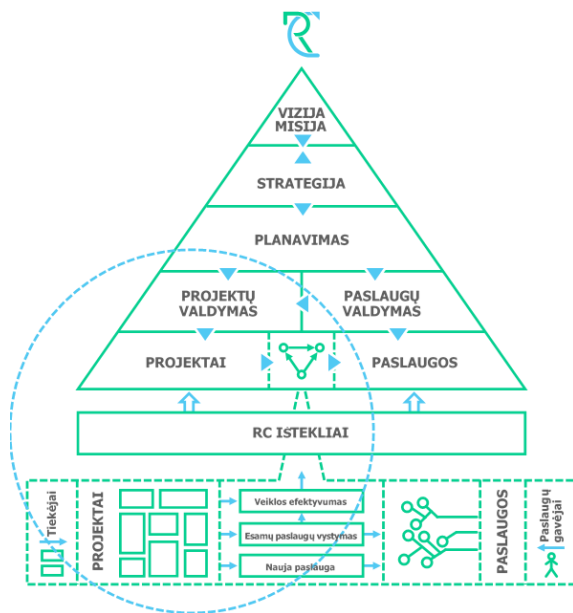 RC
VIZIJA
MISIJA
STRATEGIJA
PLANAVIMAS
PROJEKTŲ
VALDYMAS
PASLAUGŲ
VALDYMAS
PROJEKTAI
PASLAUGOS
RC IŠTEKLIAI
Tiekėjai
PROJEKTAI
Veiklos efektyvumas
Esamų paslaugų vystymas
Nauja paslauga
PASLAUGOS
Paslaugų
gavėjai